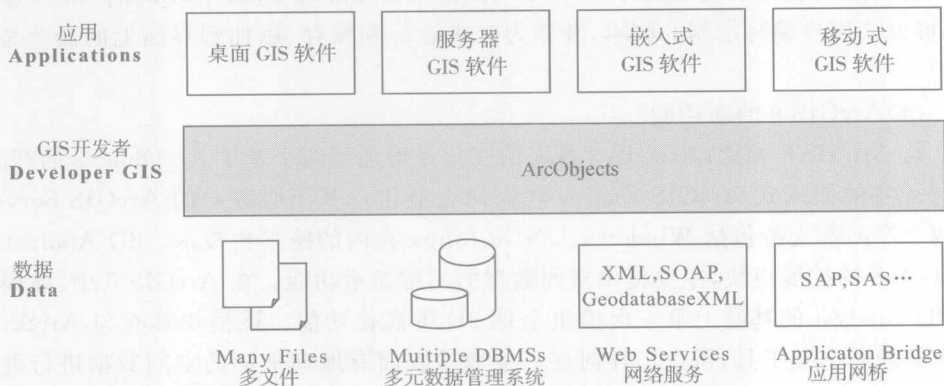 应用
Applications
桌面 GIS 软件
服务器
GIS 软件
嵌入式
GIS 软件
移动式
GIS 软件
GIS开发者
Developer GIS
ArcObjects
数据
Data
XML,SOAP,
GeodatabaseXML
SAP,SAS…
Many Files
多文件
Muitiple DBMSs
多元数据管理系统
Web Services
网络服务
Applicaton Bridge
应用网桥